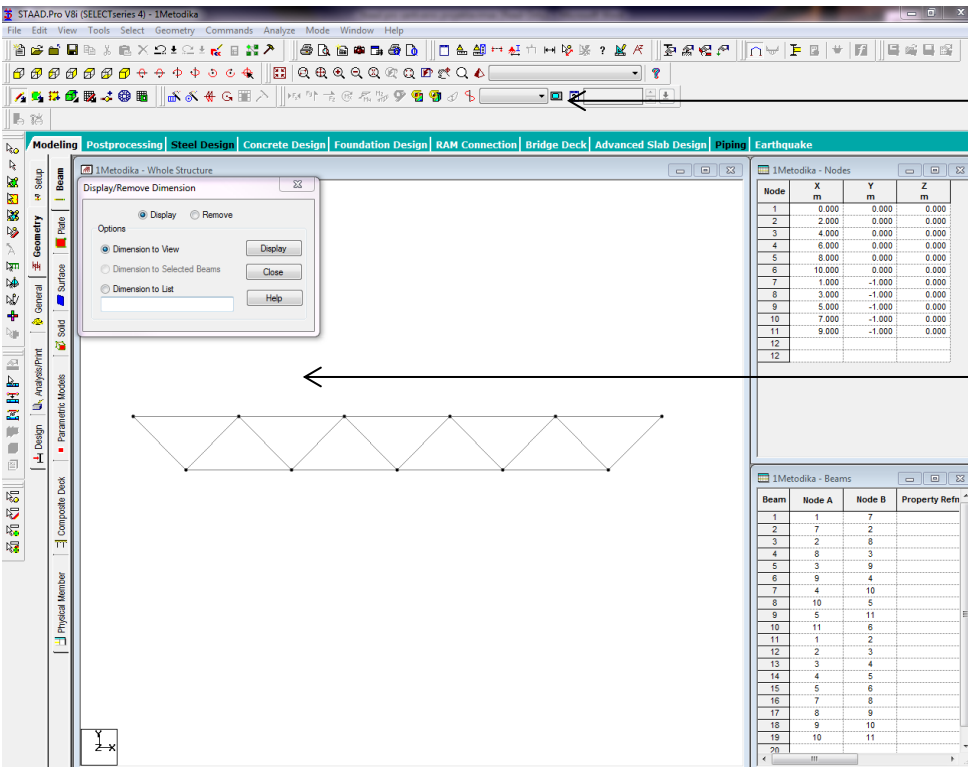 STAAD.Pro V8i (SELECTseries 4) - 1Metodika
File Edit View Tools Select Geometry Commands Analyze Mode Window Help
Modeling Postprocessing Steel Design Concrete Design Foundation Design RAM Connection Bridge Deck Advanced Slab Design Piping Earthquake
Setup
Geometry
General
Analysis/Print
Design
Beam
Plate
Surface
Solid
Parametric Models
Composite Deck
Physical Member
1Metodika - Whole Structure
Display/Remove Dimension
Display Remove
Options
Dimension to View Display
Dimension to Selected Beams Close
Dimension to List
Help
Y
Z X
1Metodika - Nodes
Node X m Y m Z m
1 0.000 0.000 0.000
2 2.000 0.000 0.000
3 4.000 0.000 0.000
4 6.000 0.000 0.000
5 8.000 0.000 0.000
6 10.000 0.000 0.000
7 1.000 -1.000 0.000
8 3.000 -1.000 0.000
9 5.000 -1.000 0.000
10 7.000 -1.000 0.000
11 9.000 -1.000 0.000
12
12
1Metodika - Beams
Beam Node A Node B Property Refn
1 1 7
2 7 2
3 2 8
4 8 3
5 3 9
6 9 4
7 4 10
8 10 5
9 5 11
10 11 6
11 1 2
12 2 3
13 3 4
14 4 5
15 5 6
16 7 8
17 8 9
18 9 10
19 10 11
20